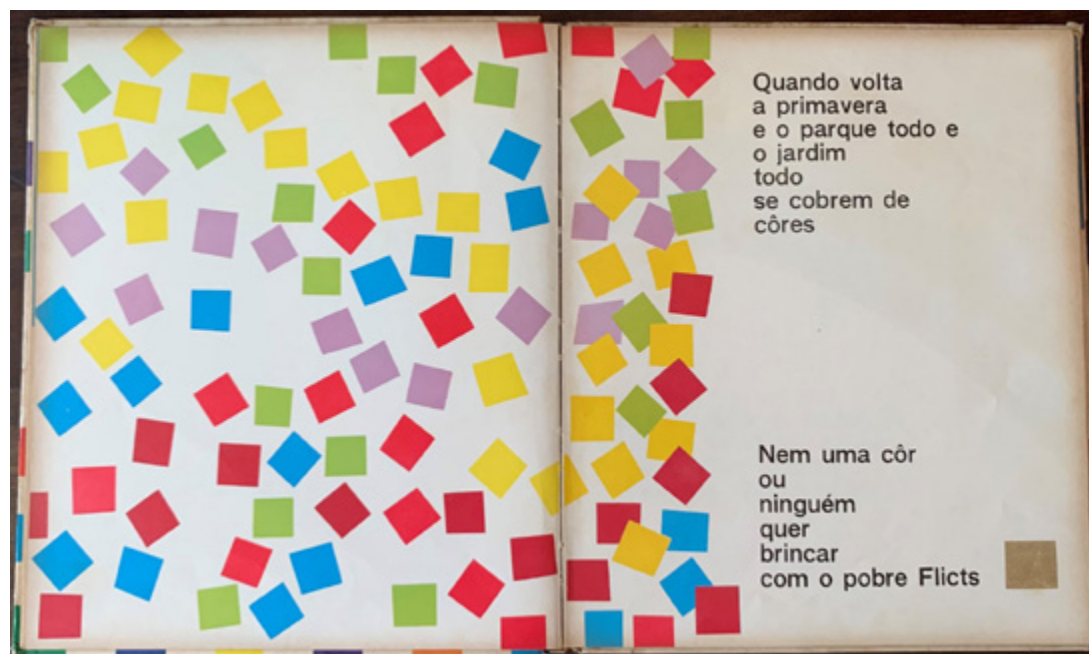 Quando volta
a primavera
e o parque todo e
o jardim
todo
se cobrem de
côres
Nem uma côr
ou
ninguém
quer
brincar
com o pobre Flicts